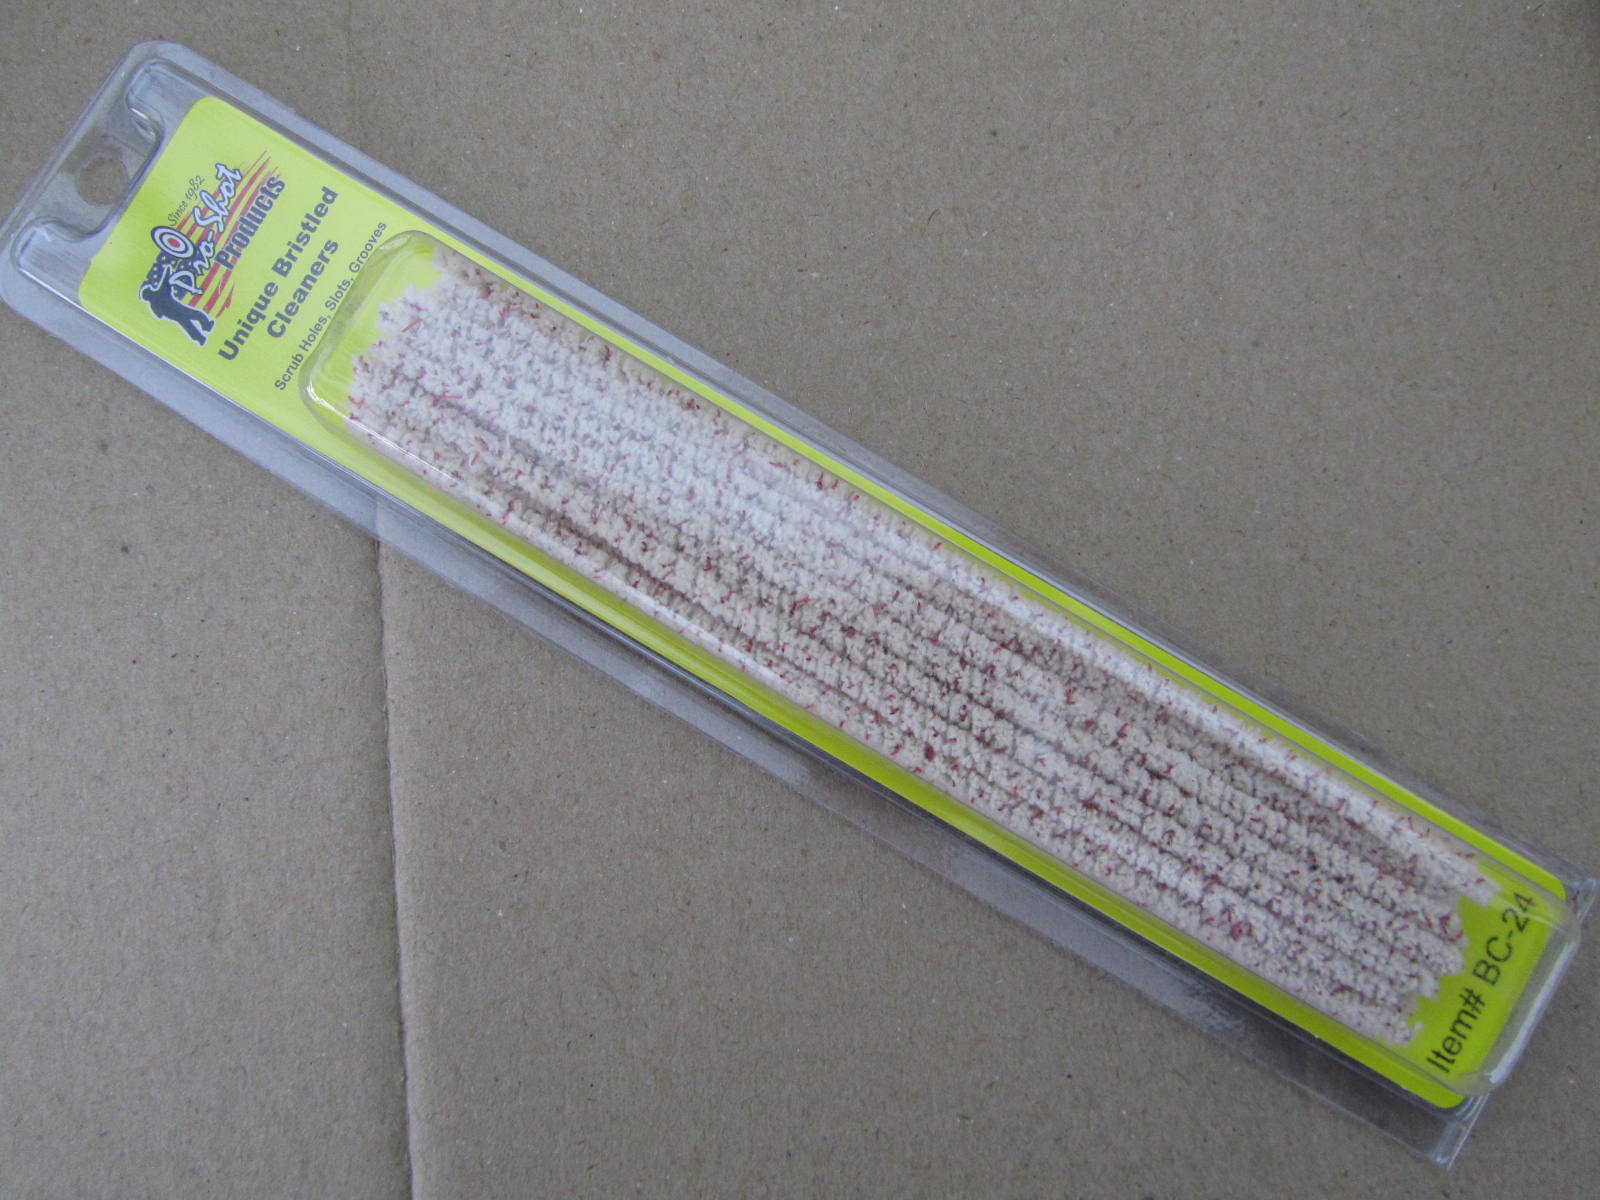 Since 1982
Pro-Shot
Products
Unique Bristled
Cleaners
Scrub Holes, Slots, Grooves
Item# BC-24